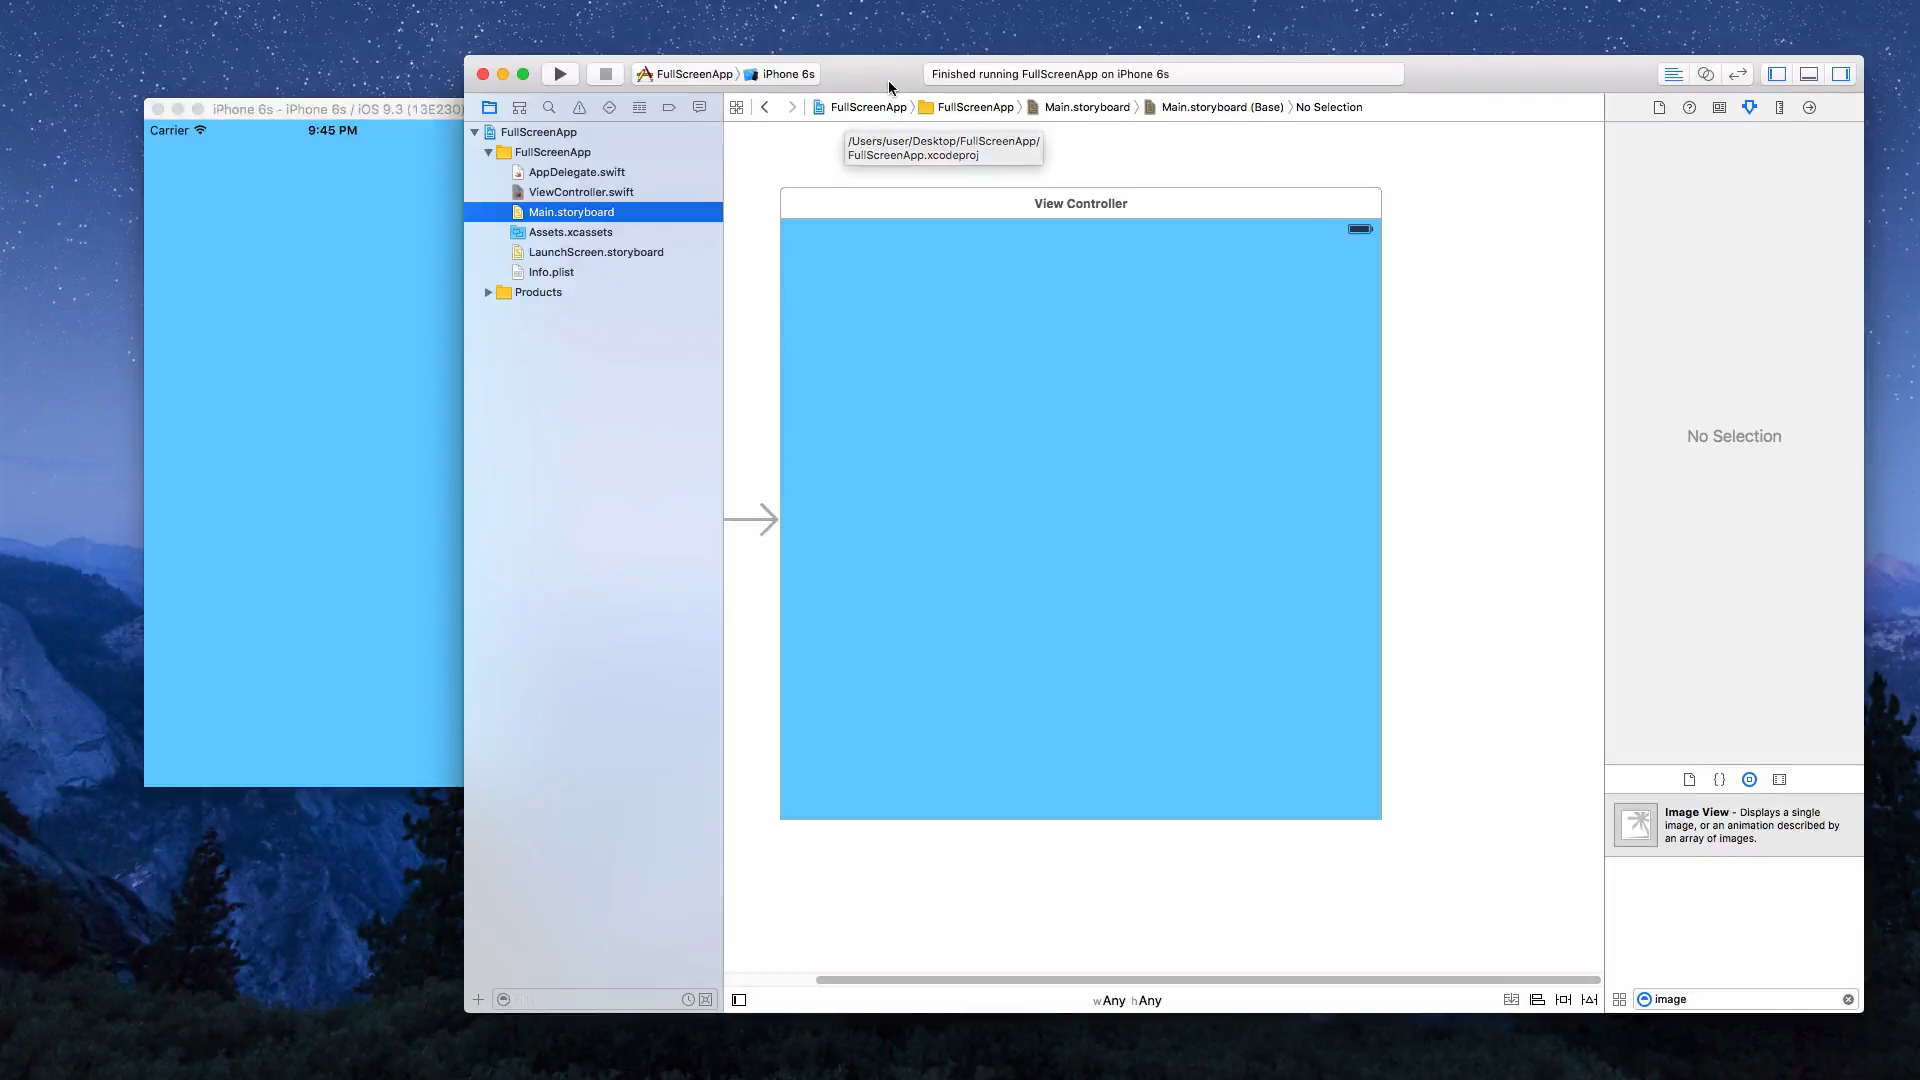 FullScreenApp 〉 iPhone 6s
Finished running FullScreenApp on iPhone 6s
iPhone 6s - iPhone 6s / iOS 9.3 (13E230)
FullScreenApp 〉 FullScreenApp 〉 Main.storyboard 〉 Main.storyboard (Base) 〉 No Selection
Carrier 9:45 PM
FullScreenApp
/Users/user/Desktop/FullScreenApp/
FullScreenApp.xcodeproj
FullScreenApp
AppDelegate.swift
ViewController.swift
Main.storyboard
Assets.xcassets
LaunchScreen.storyboard
Info.plist
Products
View Controller
No Selection
{}
Image View - Displays a single
image, or an animation described by
an array of images.
wAny hAny
image